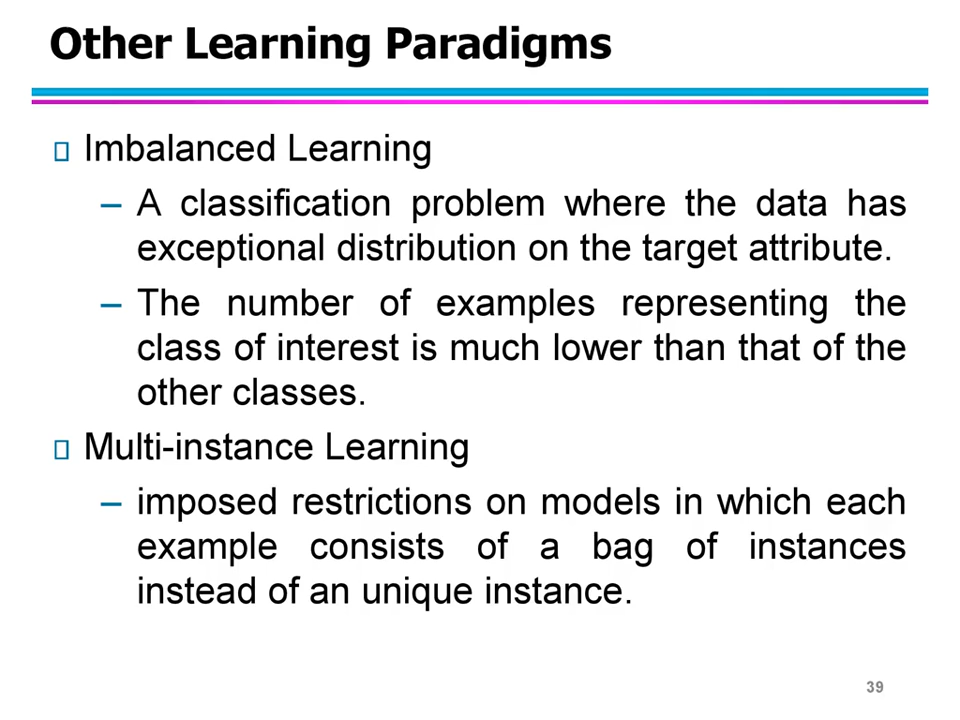 Other Learning Paradigms
Imbalanced Learning
– A classification problem where the data has
exceptional distribution on the target attribute.
– The number of examples representing the
class of interest is much lower than that of the
other classes.
Multi-instance Learning
– imposed restrictions on models in which each
example consists of a bag of instances
instead of an unique instance.
39